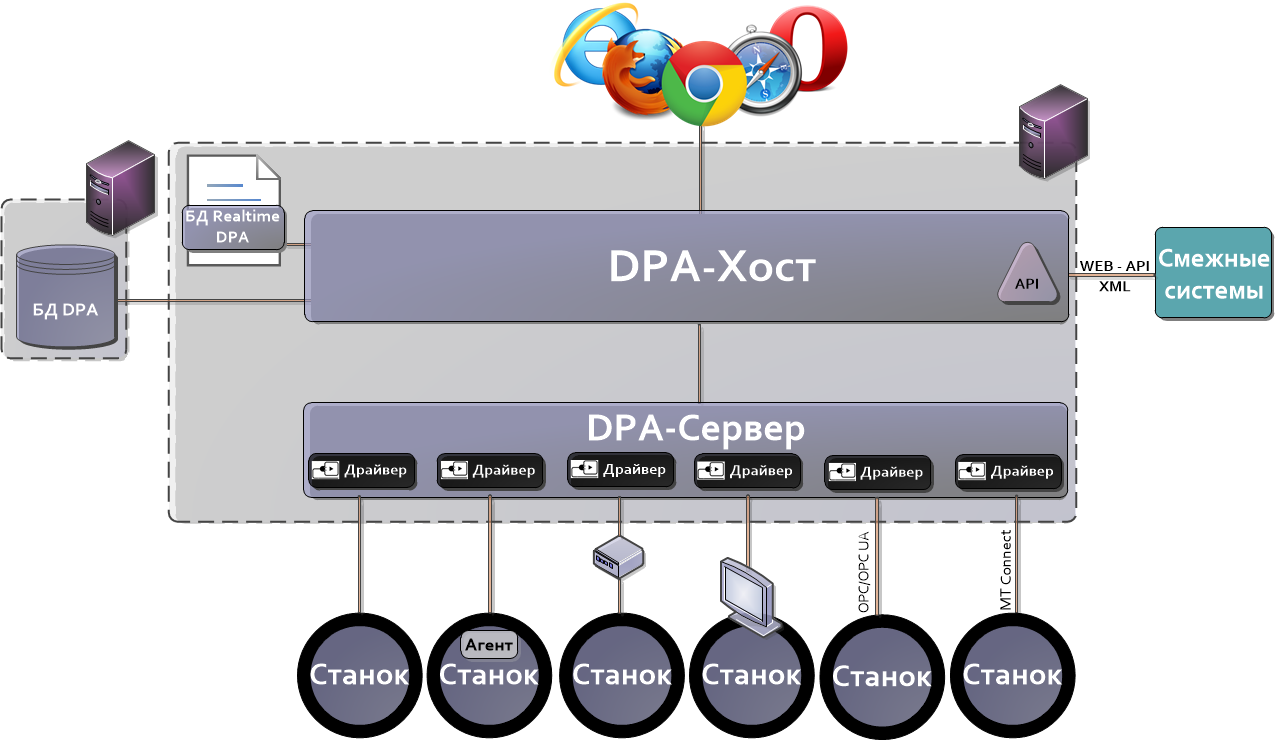 БД Realtime
DPA
DPA-Хост
API
WEB - API
XML
Смежные
системы
БД DPA
DPA-Сервер
Драйвер
Драйвер
Драйвер
Драйвер
Драйвер
Драйвер
OPC/OPC UA
MT Connect
Агент
Станок
Станок
Станок
Станок
Станок
Станок